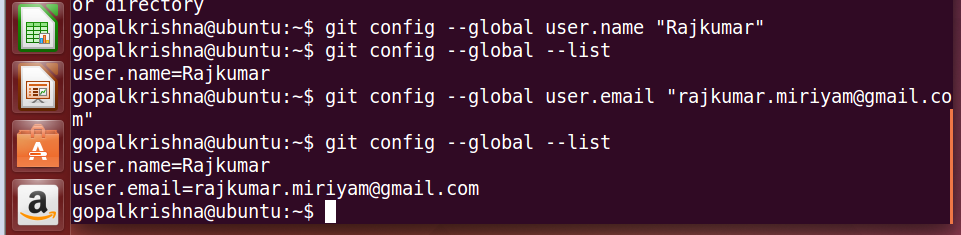 or directory
gopalkrishna@ubuntu:~$ git config --global user.name "Rajkumar"
gopalkrishna@ubuntu:~$ git config --global --list
user.name=Rajkumar
gopalkrishna@ubuntu:~$ git config --global user.email "rajkumar.miriyam@gmail.co
m"
gopalkrishna@ubuntu:~$ git config --global --list
user.name=Rajkumar
user.email=rajkumar.miriyam@gmail.com
gopalkrishna@ubuntu:~$